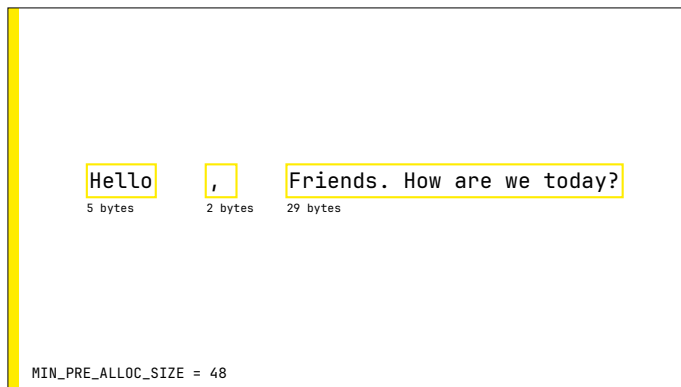 Hello , Friends. How are we today?
5 bytes 2 bytes 29 bytes
MIN_PRE_ALLOC_SIZE = 48